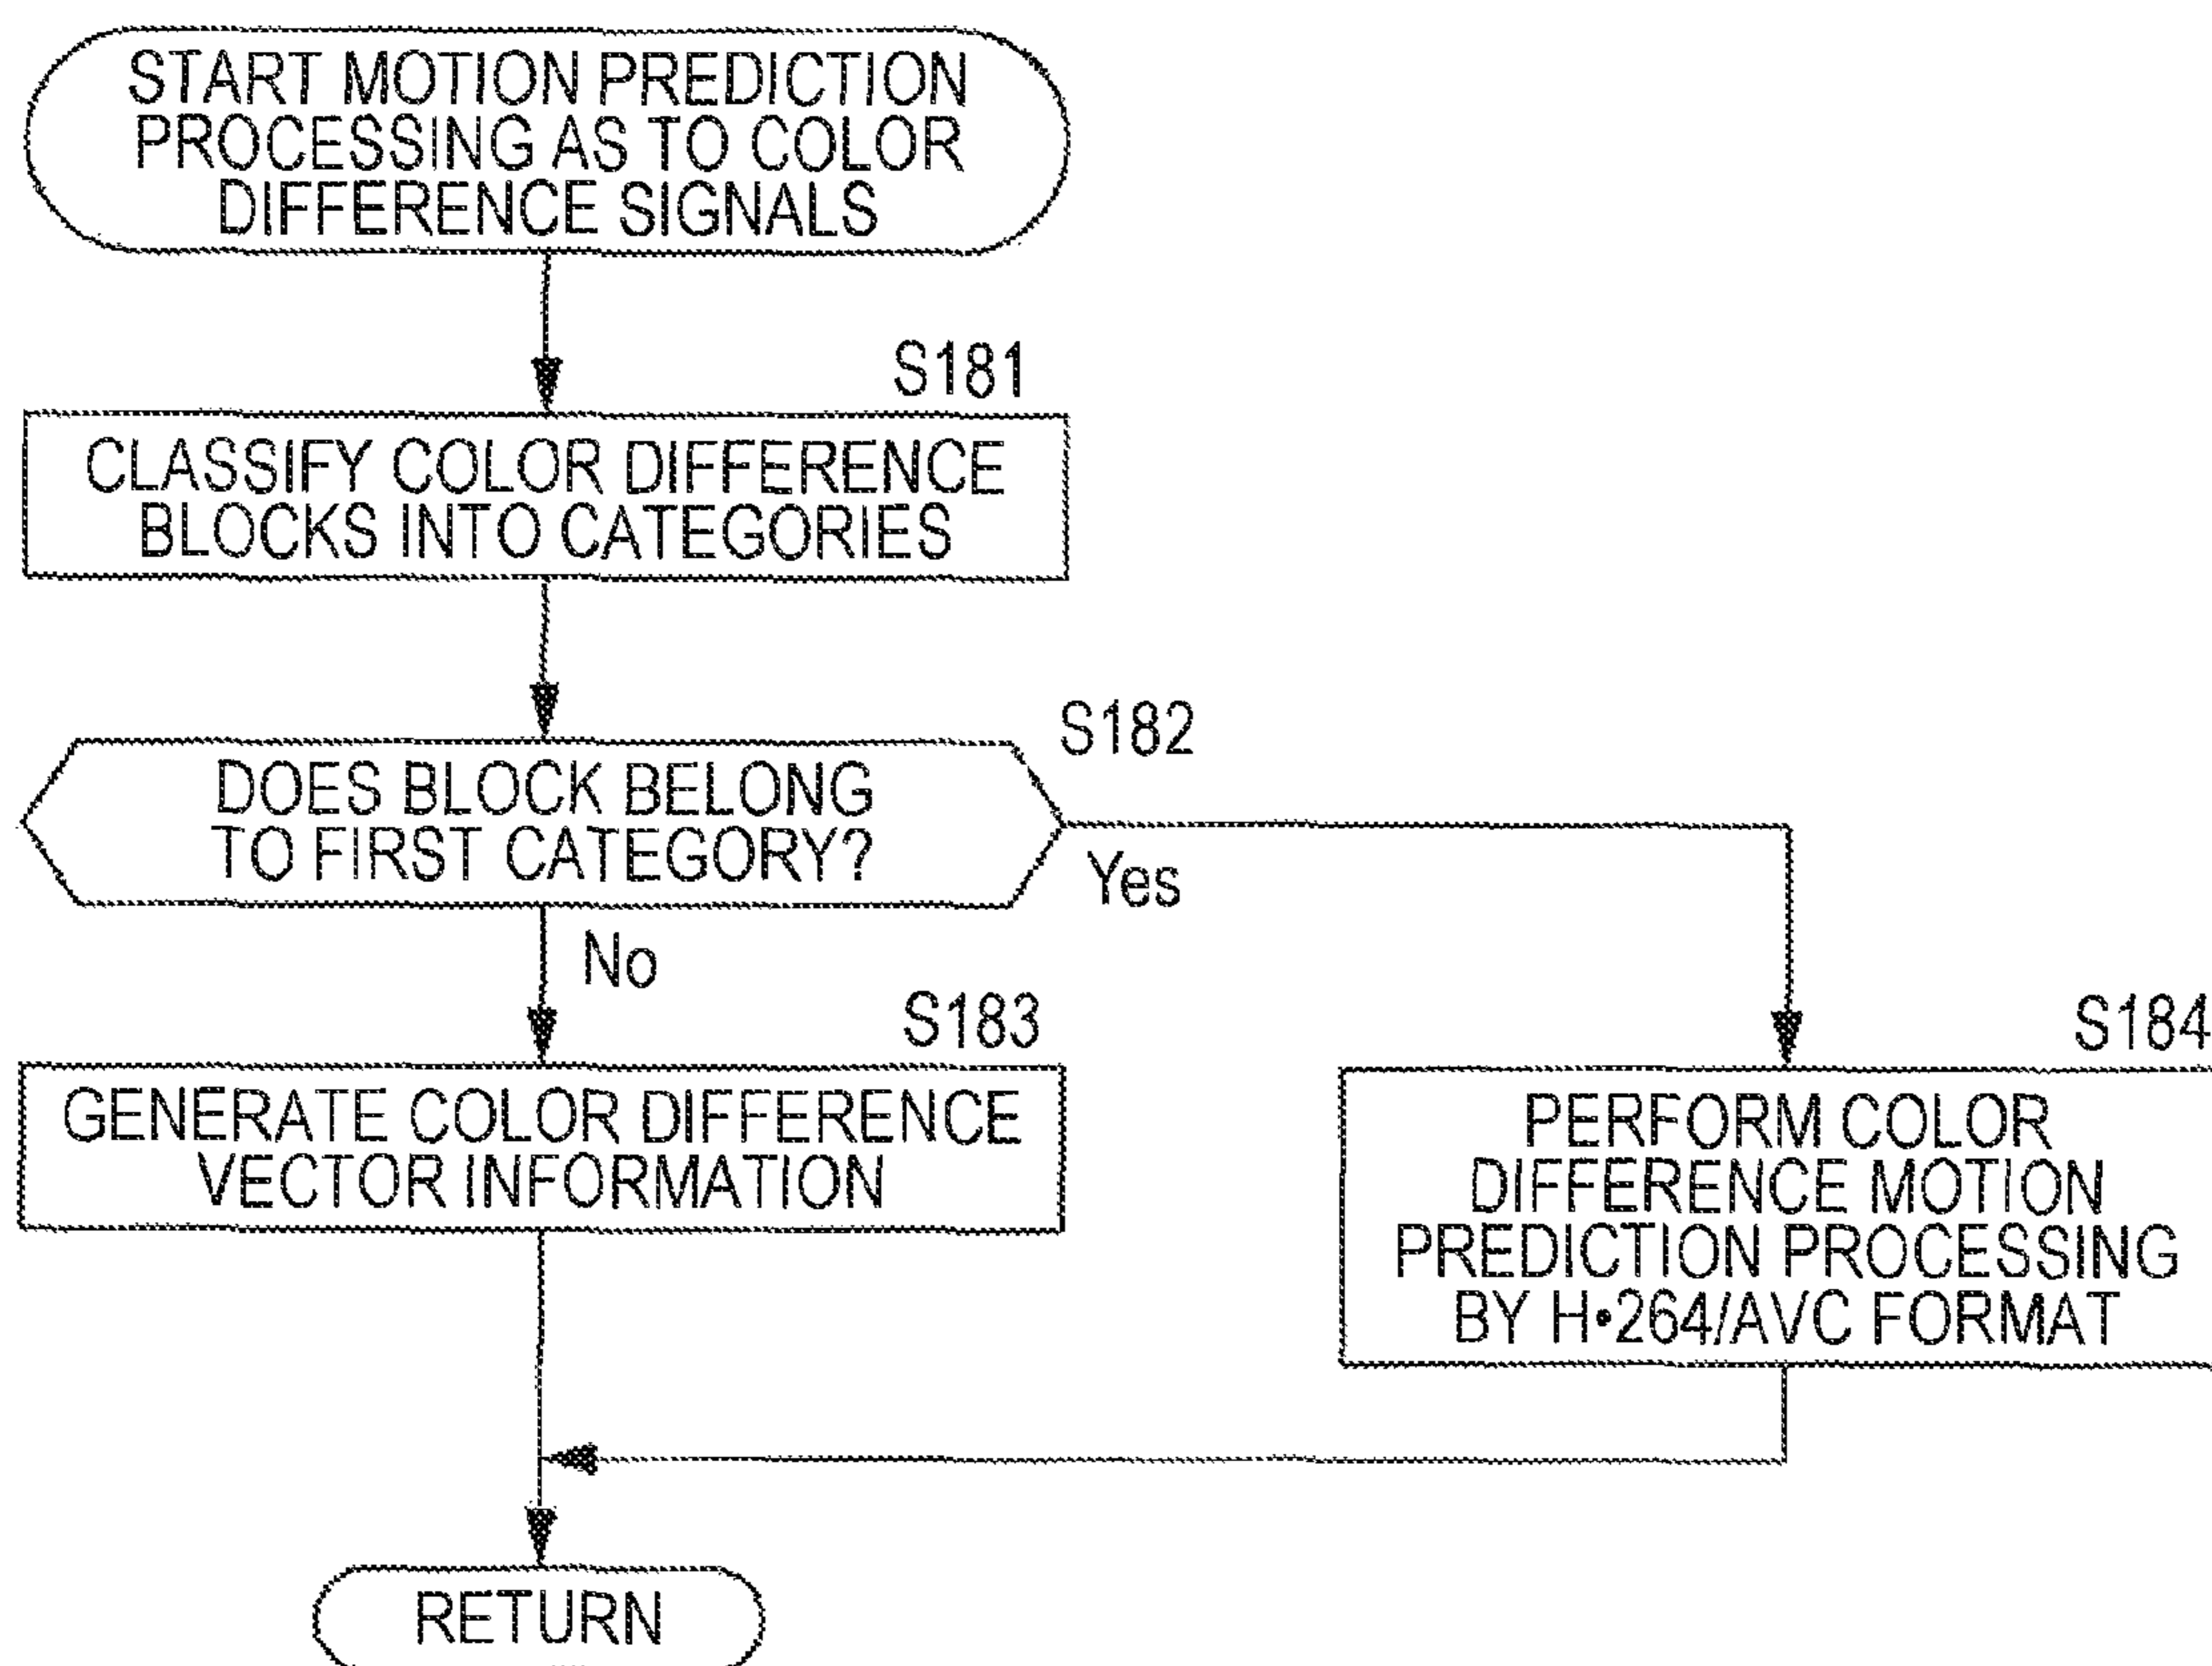 START MOTION PREDICTION
PROCESSING AS TO COLOR
DIFFERENCE SIGNALS
S181
CLASSIFY COLOR DIFFERENCE
BLOCKS INTO CATEGORIES
S182
DOES BLOCK BELONG
TO FIRST CATEGORY?
Yes
No
S183
GENERATE COLOR DIFFERENCE
VECTOR INFORMATION
S184
PERFORM COLOR
DIFFERENCE MOTION
PREDICTION PROCESSING
BY H•264/AVC FORMAT
RETURN